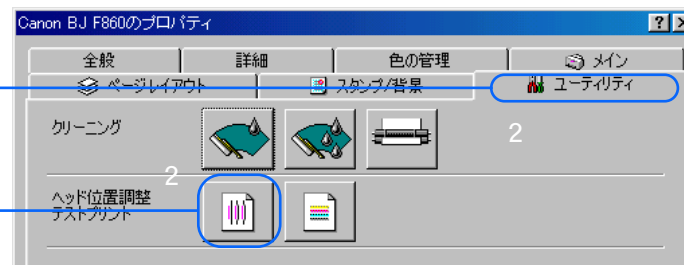 Canon BJ F860のプロパティ
全般 詳細 色の管理 メイン
ページレイアウト スタンプ/背景 ユーティリティ
クリーニング
2
2
ヘッド位置調整
テストプリント